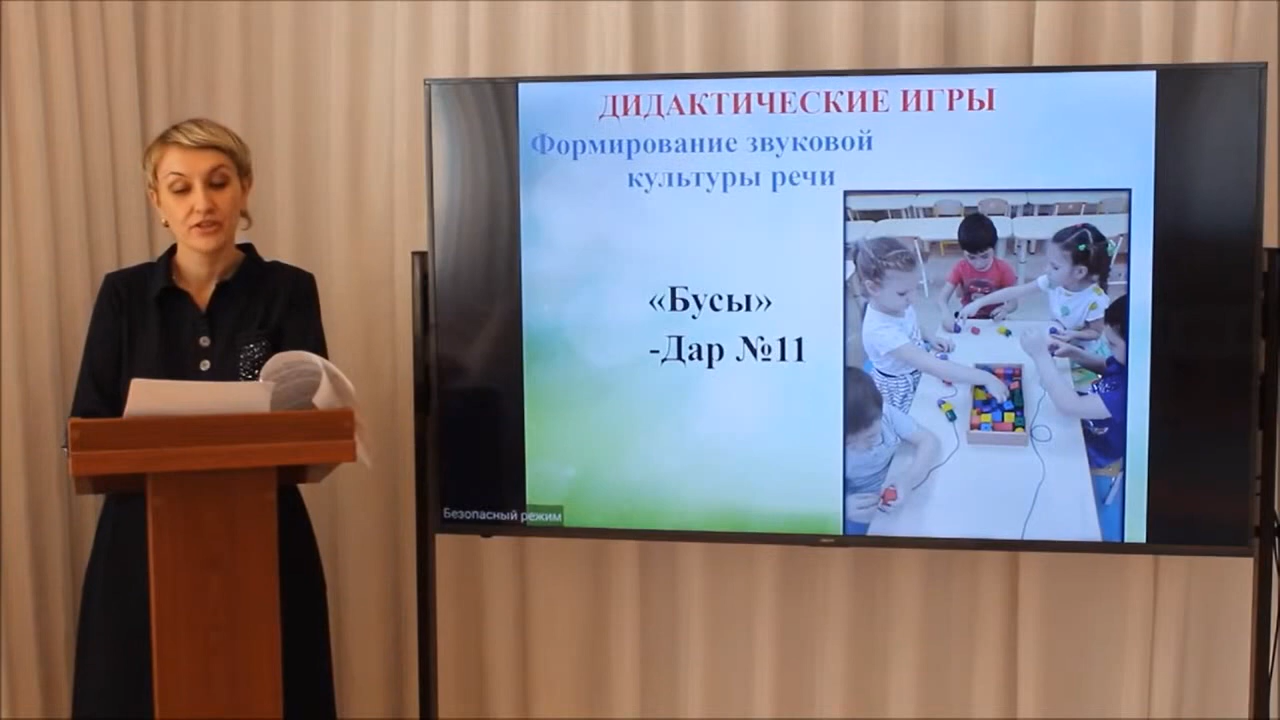 ДИДАКТИЧЕСКИЕ ИГРЫ
Формирование звуковой
культуры речи
«Бусы»
-Дар №11
Безопасный режим